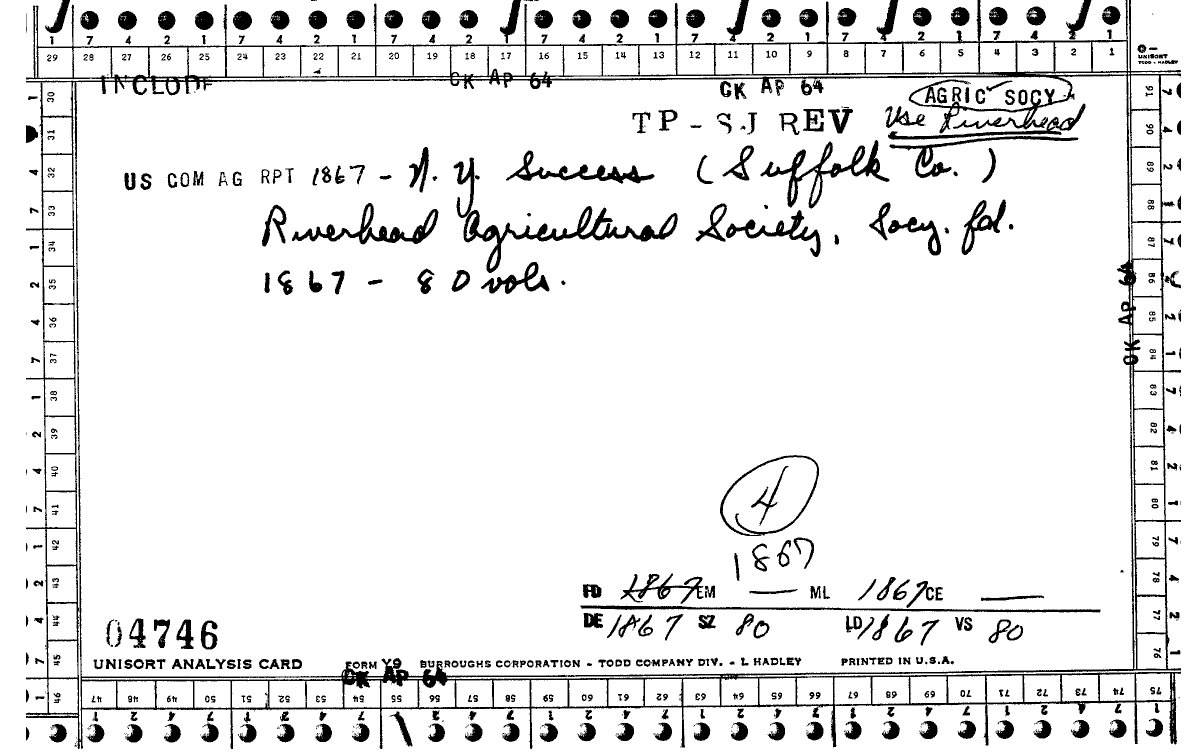 7 4 2 1 7 4 2 1 7 4 2 1 7 4 2 1 7 4 2 1 7 4 2 1 7 4 2 1
29 28 27 26 25 24 23 22 21 20 19 18 17 16 15 14 13 12 11 10 9 8 7 6 5 4 3 2 1
UNISORT
TODD - HADLEY
INCLODE
OK AP 64
OK AP 64
AGRIC SOCY
TP - SJ REV
Use Riverhead
US COM AG RPT 1867 - N. Y. Success (Suffolk Co.)
Riverhead Agricultural Society, Socy. fd.
1867 - 80 vols.
OK AP 64
4
1867
FD 1867 EM — ML 1867 CE —
DE 1867 SZ 80 LD 1867 VS 80
04746
UNISORT ANALYSIS CARD FORM Y9 BURROUGHS CORPORATION - TODD COMPANY DIV. - L HADLEY PRINTED IN U.S.A.
OK AP 64
30 31 32 33 34 35 36 37 38 39 40 41 42 43 44 45 46
47 48 49 50 51 52 53 54 55 56 57 58 59 60 61 62 63 64 65 66 67 68 69 70 71 72 73 74 75
76 77 78 79 80 81 82 83 84 85 86 87 88 89 90 91